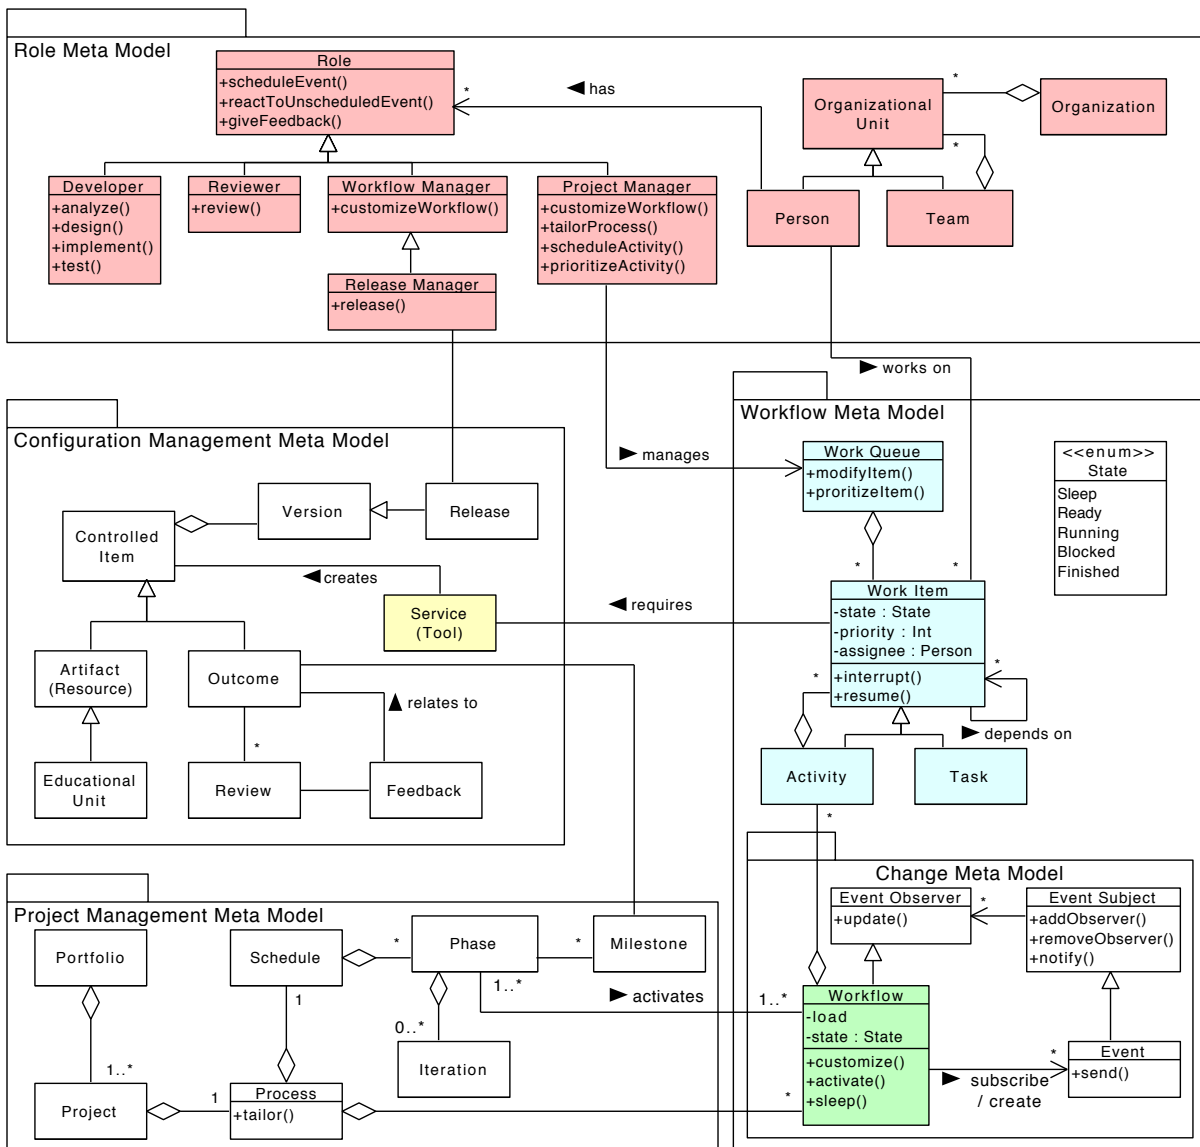 Role Meta Model
Role
+scheduleEvent()
+reactToUnscheduledEvent()
+giveFeedback()
*
◄ has
Organizational
Unit
*
*
Organization
Developer
+analyze()
+design()
+implement()
+test()
Reviewer
+review()
Workflow Manager
+customizeWorkflow()
Project Manager
+customizeWorkflow()
+tailorProcess()
+scheduleActivity()
+prioritizeActivity()
Person
Team
Release Manager
+release()
► works on
Configuration Management Meta Model
Version
Release
Controlled
Item
◄ creates
Service
(Tool)
◄ requires
► manages
Artifact
(Resource)
Outcome
▲ relates to
*
Educational
Unit
Review
Feedback
Workflow Meta Model
Work Queue
+modifyItem()
+proritizeItem()
<<enum>>
State
Sleep
Ready
Running
Blocked
Finished
*
*
Work Item
-state : State
-priority : Int
-assignee : Person
+interrupt()
+resume()
*
*
► depends on
Activity
Task
*
Change Meta Model
Event Observer
+update()
*
Event Subject
+addObserver()
+removeObserver()
+notify()
Project Management Meta Model
Portfolio
Schedule
*
Phase
*
Milestone
1
1..*
► activates
1..*
0..*
Iteration
1..*
Project
1
Process
+tailor()
*
Workflow
-load
-state : State
+customize()
+activate()
+sleep()
*
► subscribe
/ create
Event
+send()